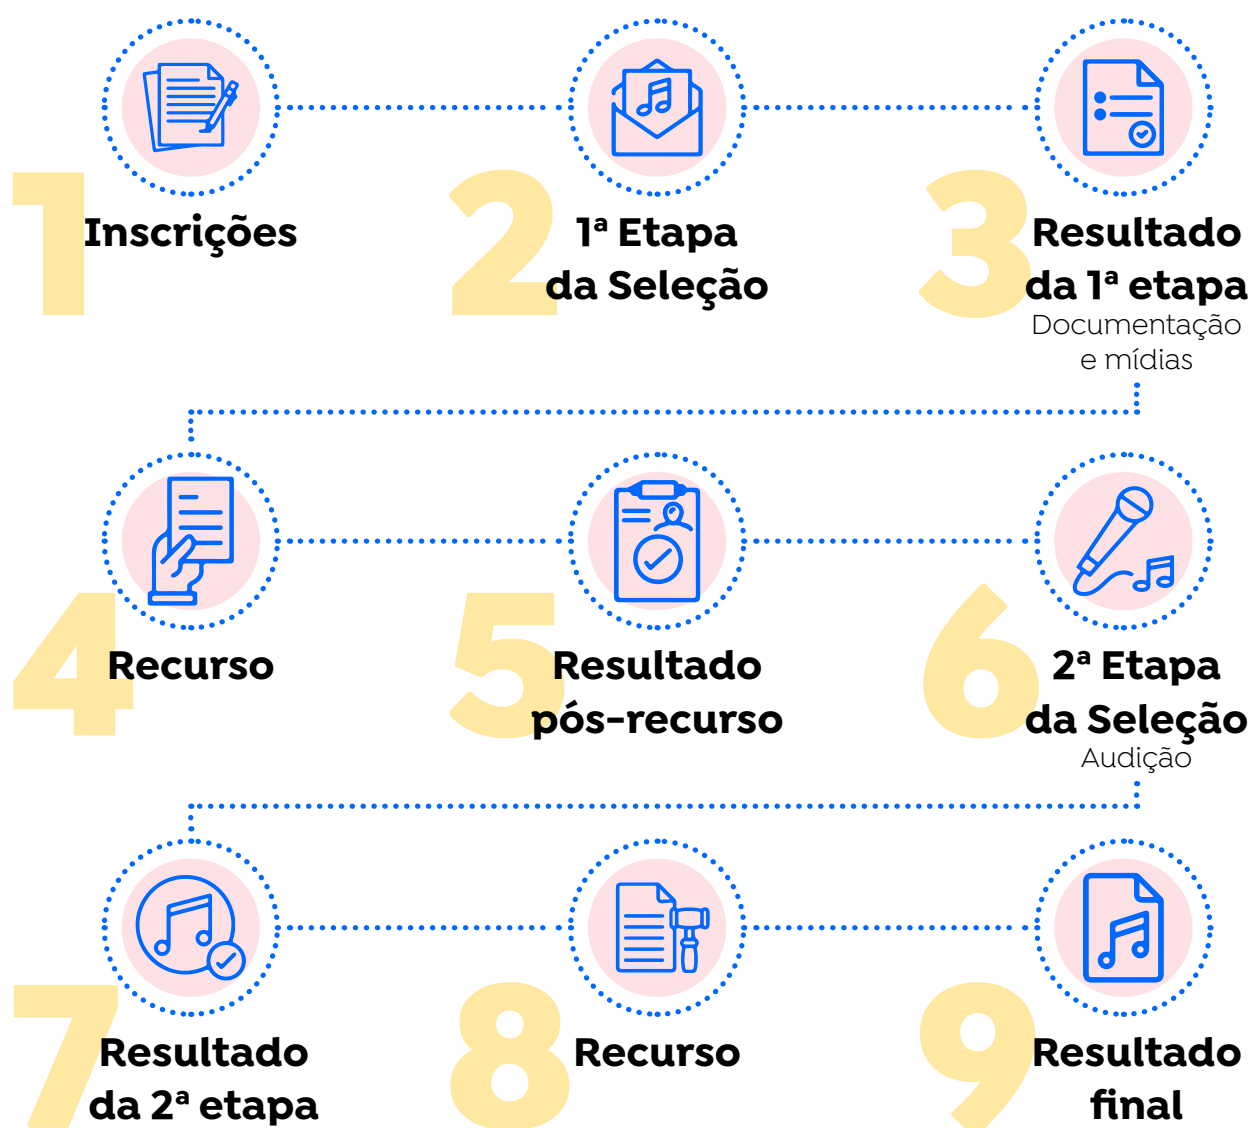 1
Inscrições
2
1ª Etapa
da Seleção
3
Resultado
da 1ª etapa
Documentação
e mídias
4
Recurso
5
Resultado
pós-recurso
6
2ª Etapa
da Seleção
Audição
7
Resultado
da 2ª etapa
8
Recurso
9
Resultado
final